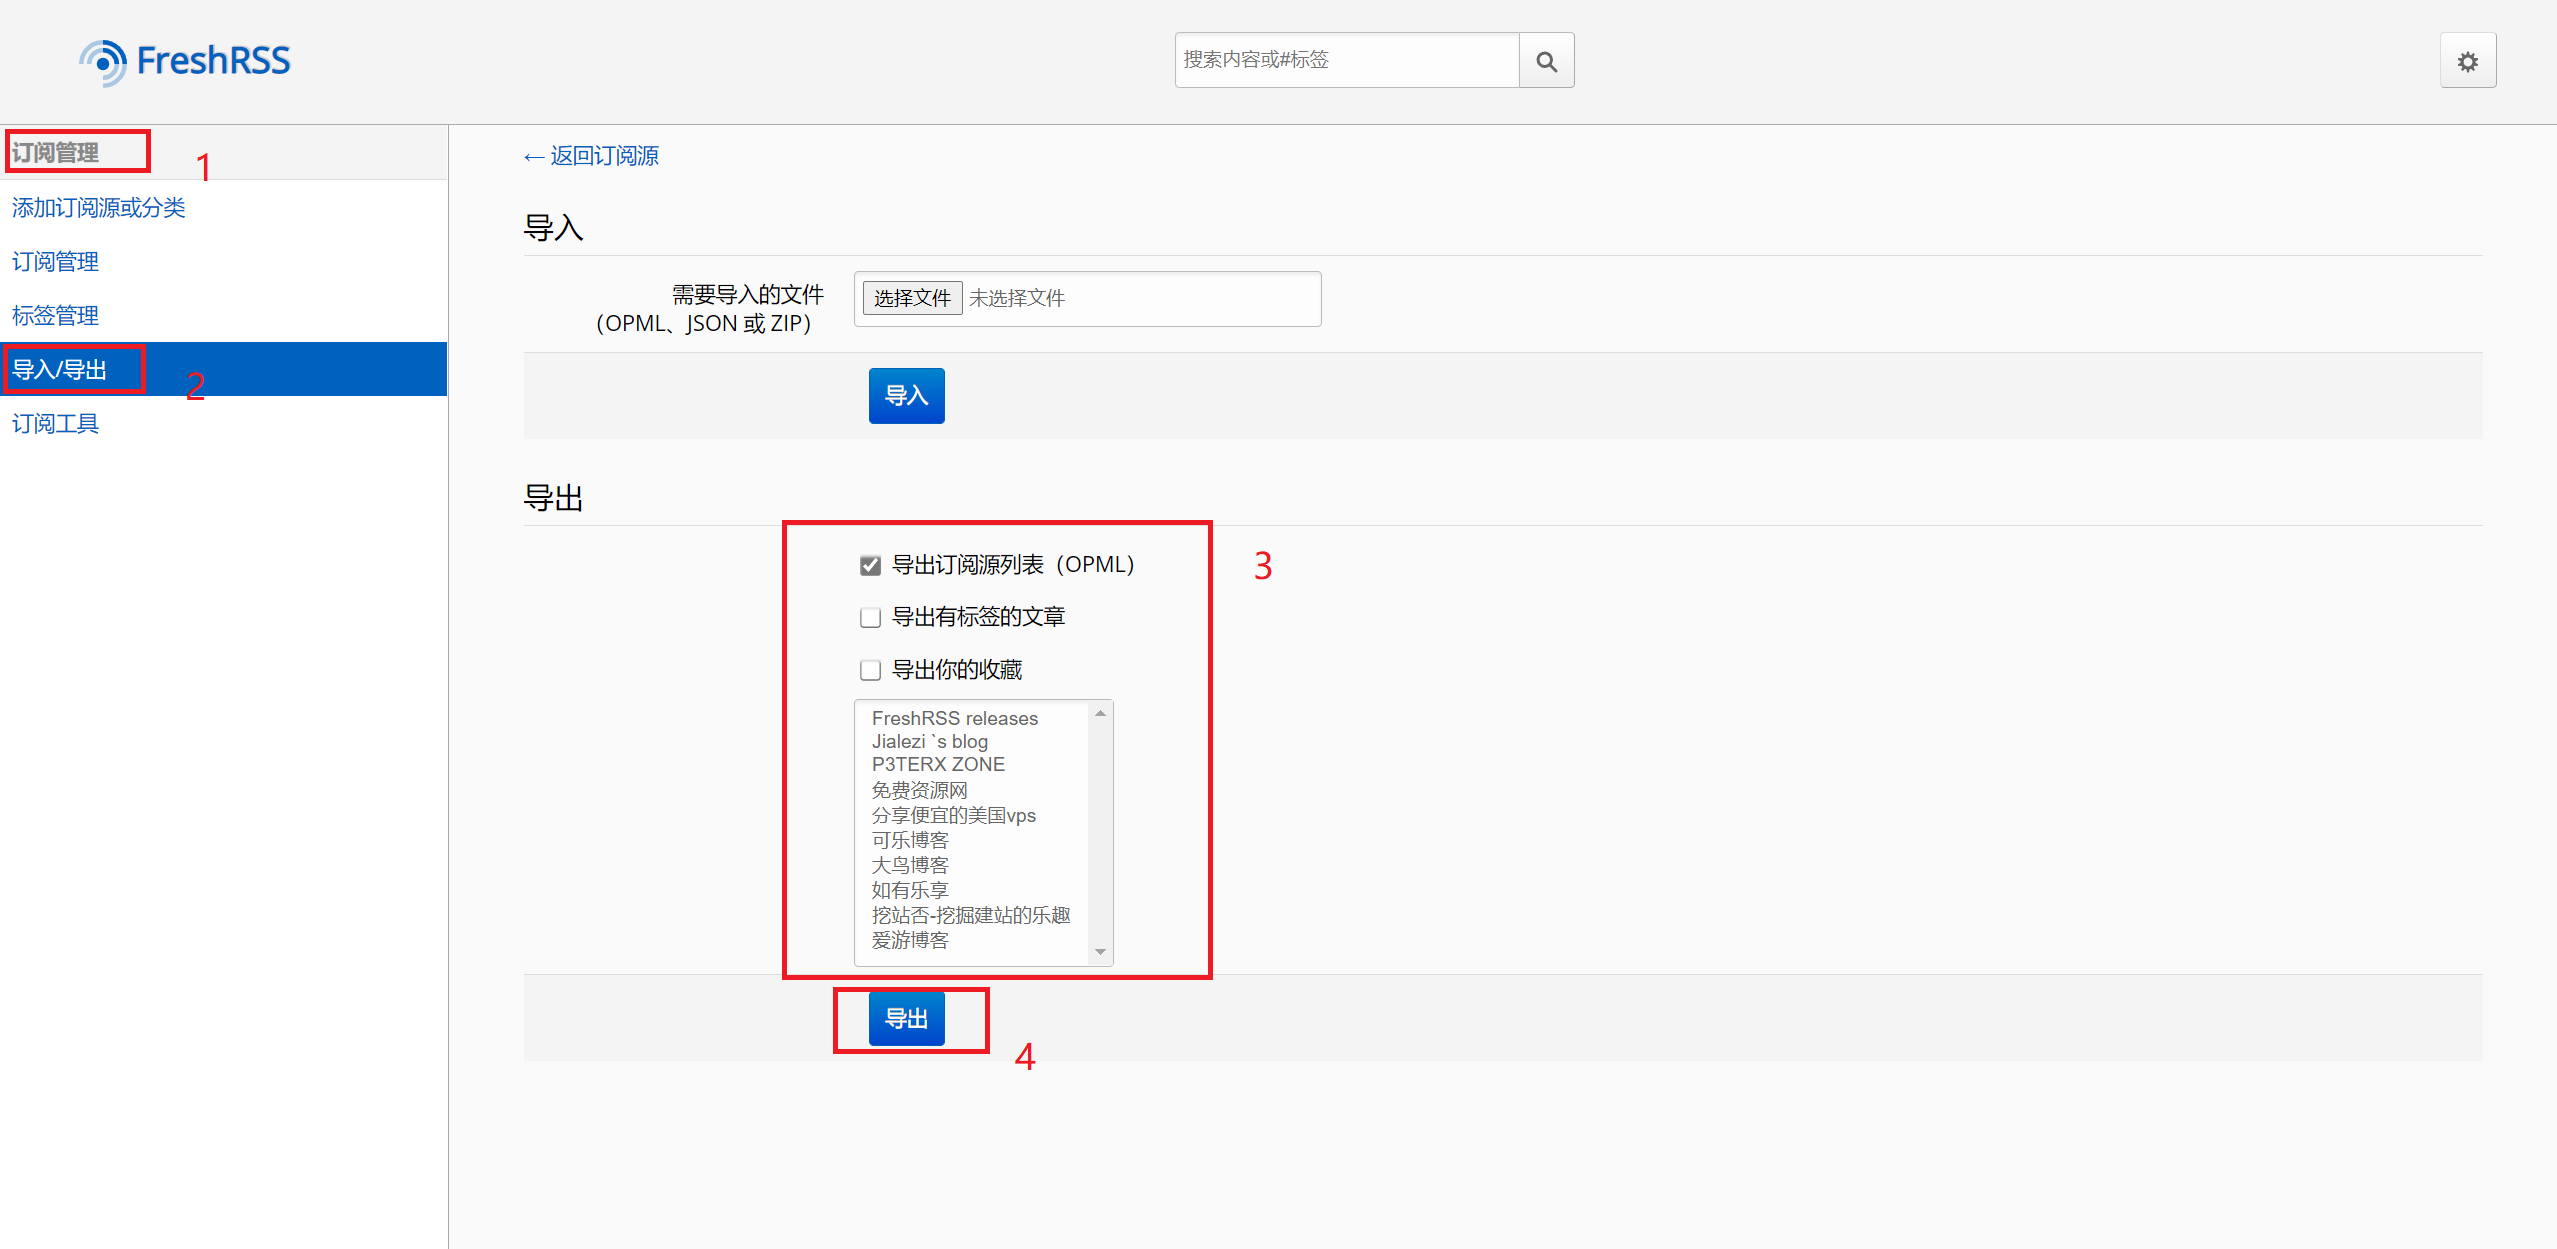 FreshRSS
搜索内容或#标签
订阅管理
1
添加订阅源或分类
订阅管理
标签管理
导入/导出
2
订阅工具
← 返回订阅源
导入
需要导入的文件
（OPML、JSON 或 ZIP）
选择文件 未选择文件
导入
导出
导出订阅源列表（OPML）
3
导出有标签的文章
导出你的收藏
FreshRSS releases
Jialezi `s blog
P3TERX ZONE
免费资源网
分享便宜的美国vps
可乐博客
大鸟博客
如有乐享
挖站否-挖掘建站的乐趣
爱游博客
导出
4